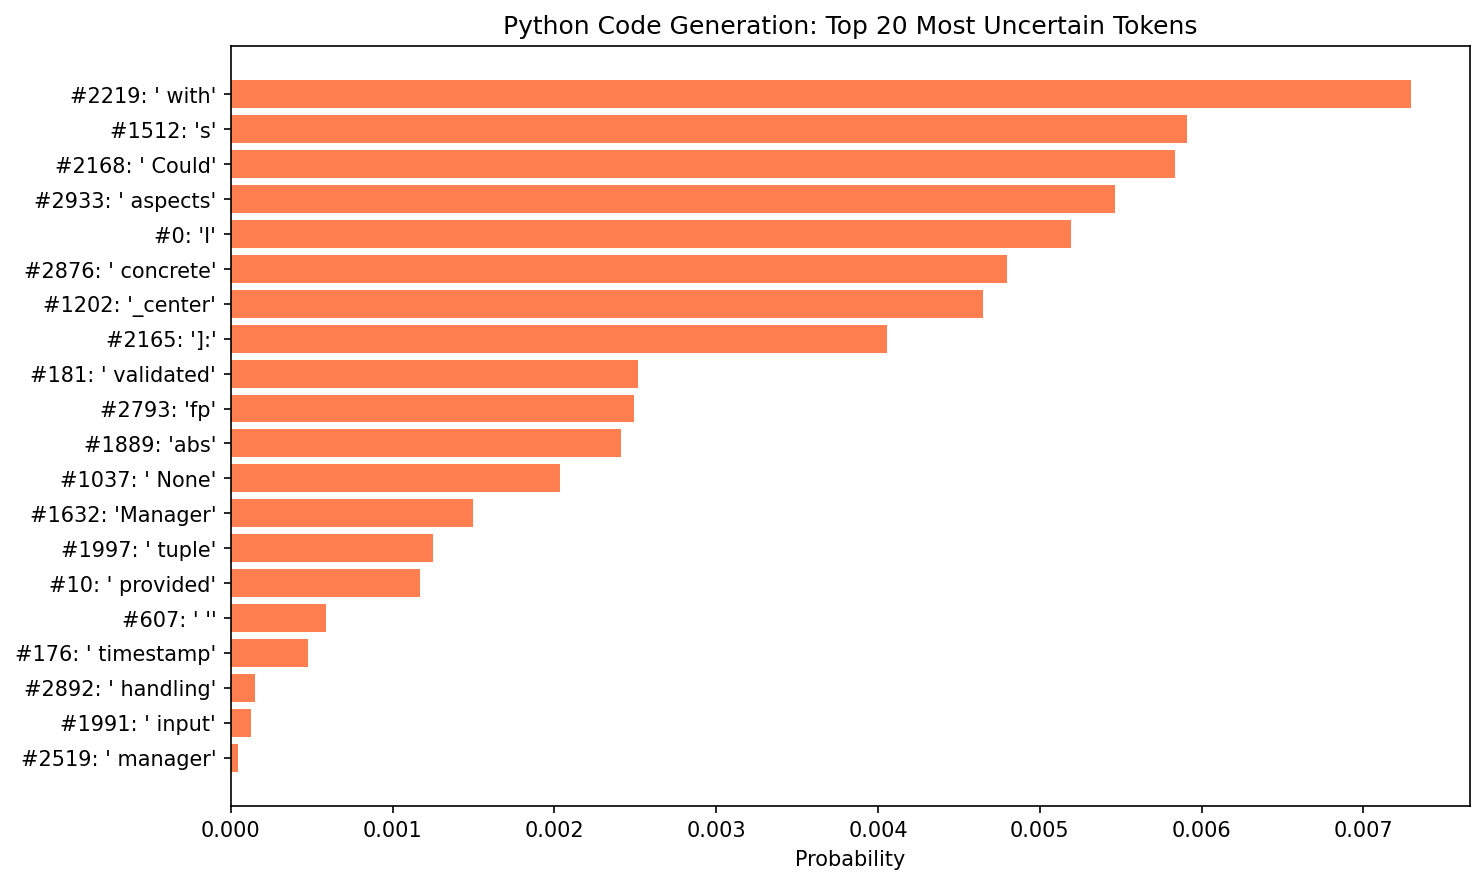 Python Code Generation: Top 20 Most Uncertain Tokens
#2219: ' with'
#1512: 's'
#2168: ' Could'
#2933: ' aspects'
#0: 'I'
#2876: ' concrete'
#1202: '_center'
#2165: ']:'
#181: ' validated'
#2793: 'fp'
#1889: 'abs'
#1037: ' None'
#1632: 'Manager'
#1997: ' tuple'
#10: ' provided'
#607: ' ''
#176: ' timestamp'
#2892: ' handling'
#1991: ' input'
#2519: ' manager'
0.000 0.001 0.002 0.003 0.004 0.005 0.006 0.007
Probability